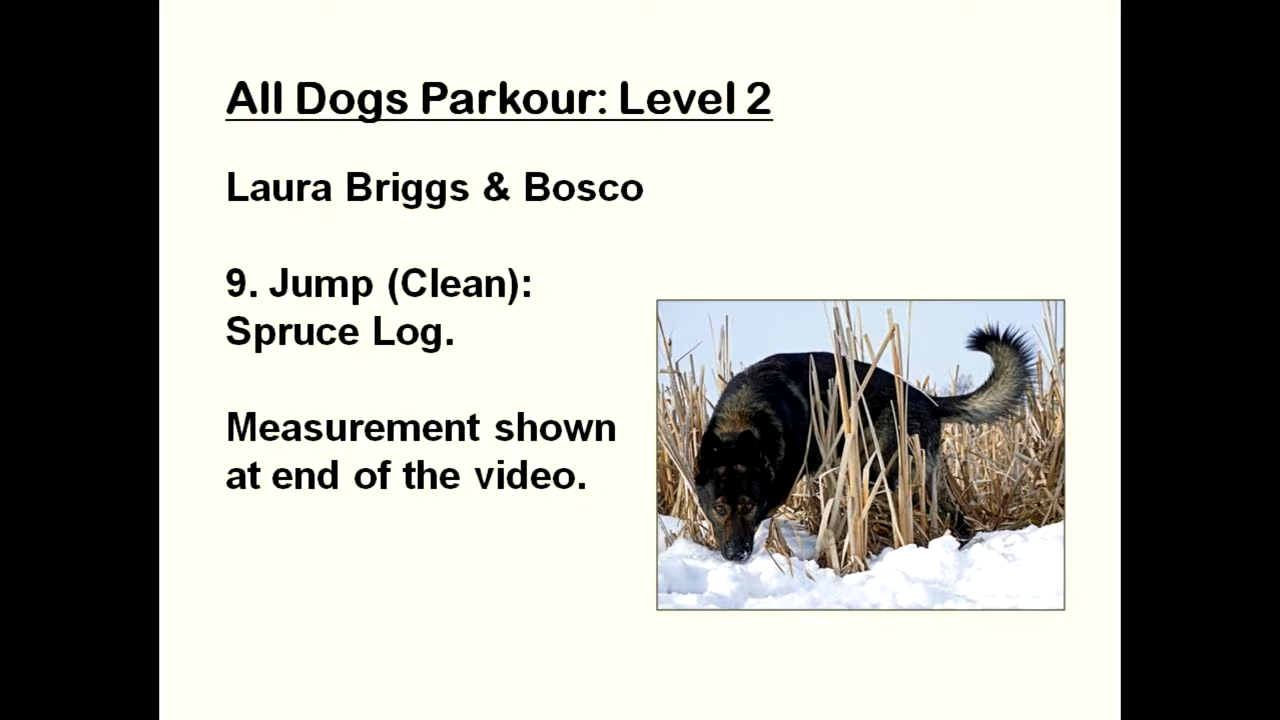 All Dogs Parkour: Level 2
Laura Briggs & Bosco
9. Jump (Clean):
Spruce Log.
Measurement shown
at end of the video.